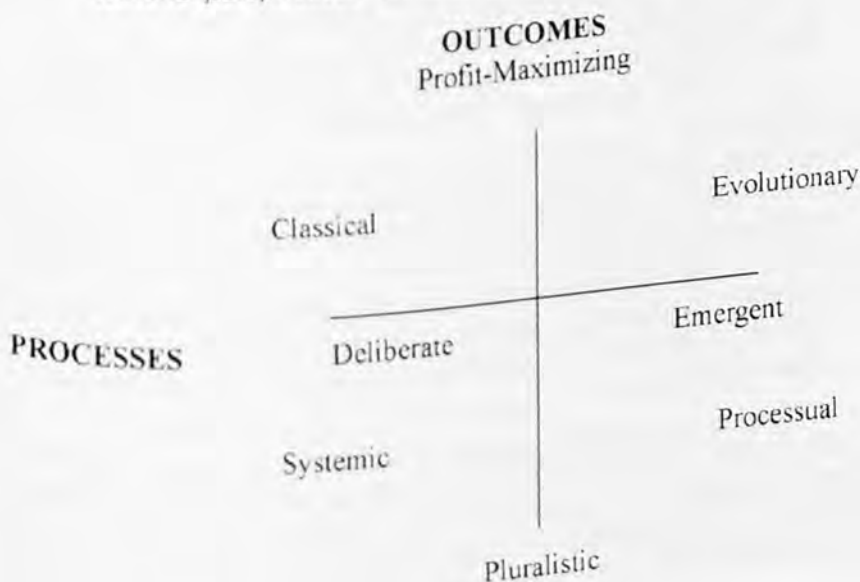 OUTCOMES
Profit-Maximizing
Evolutionary
Classical
Emergent
PROCESSES
Deliberate
Processual
Systemic
Pluralistic